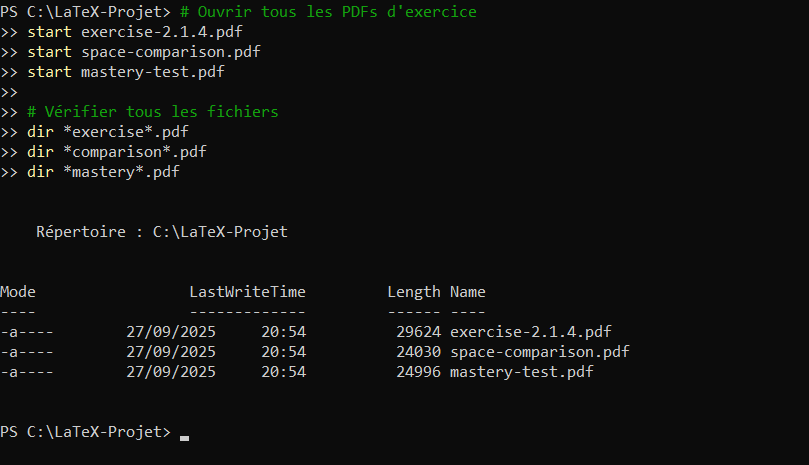 PS C:\LaTeX-Projet> # Ouvrir tous les PDFs d'exercice
>> start exercise-2.1.4.pdf
>> start space-comparison.pdf
>> start mastery-test.pdf
>>
>> # Vérifier tous les fichiers
>> dir *exercise*.pdf
>> dir *comparison*.pdf
>> dir *mastery*.pdf
Répertoire : C:\LaTeX-Projet
Mode                 LastWriteTime         Length Name
----                 -------------         ------ ----
-a----        27/09/2025     20:54          29624 exercise-2.1.4.pdf
-a----        27/09/2025     20:54          24030 space-comparison.pdf
-a----        27/09/2025     20:54          24996 mastery-test.pdf
PS C:\LaTeX-Projet>